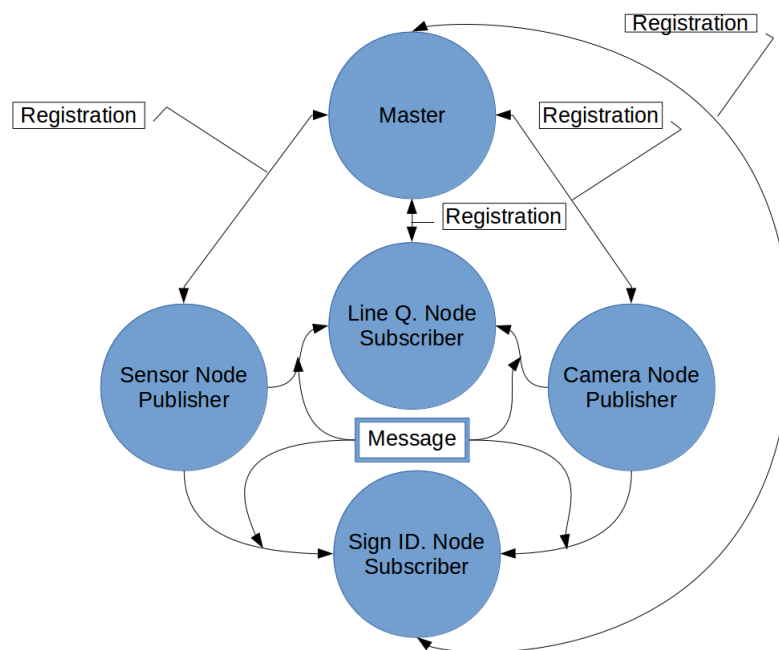 Registration
Registration
Master
Registration
Registration
Line Q. Node
Subscriber
Sensor Node
Publisher
Camera Node
Publisher
Message
Sign ID. Node
Subscriber